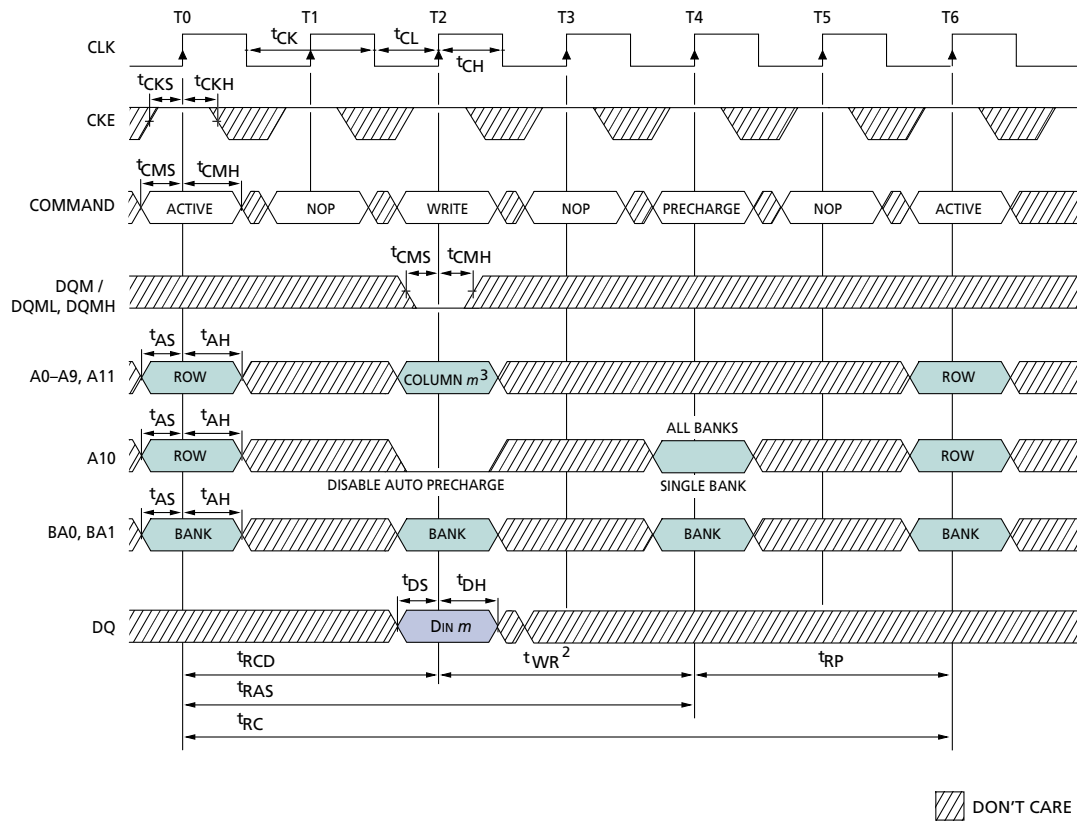 T0 T1 T2 T3 T4 T5 T6
CLK
tCK tCL
tCH
tCKS tCKH
CKE
tCMS tCMH
COMMAND ACTIVE NOP WRITE NOP PRECHARGE NOP ACTIVE
tCMS tCMH
DQM /
DQML, DQMH
tAS tAH
A0–A9, A11 ROW COLUMN m3 ROW
tAS tAH
ALL BANKS
A10 ROW ROW
DISABLE AUTO PRECHARGE SINGLE BANK
tAS tAH
BA0, BA1 BANK BANK BANK BANK
tDS tDH
DQ DIN m
tRCD tWR2 tRP
tRAS
tRC
DON'T CARE